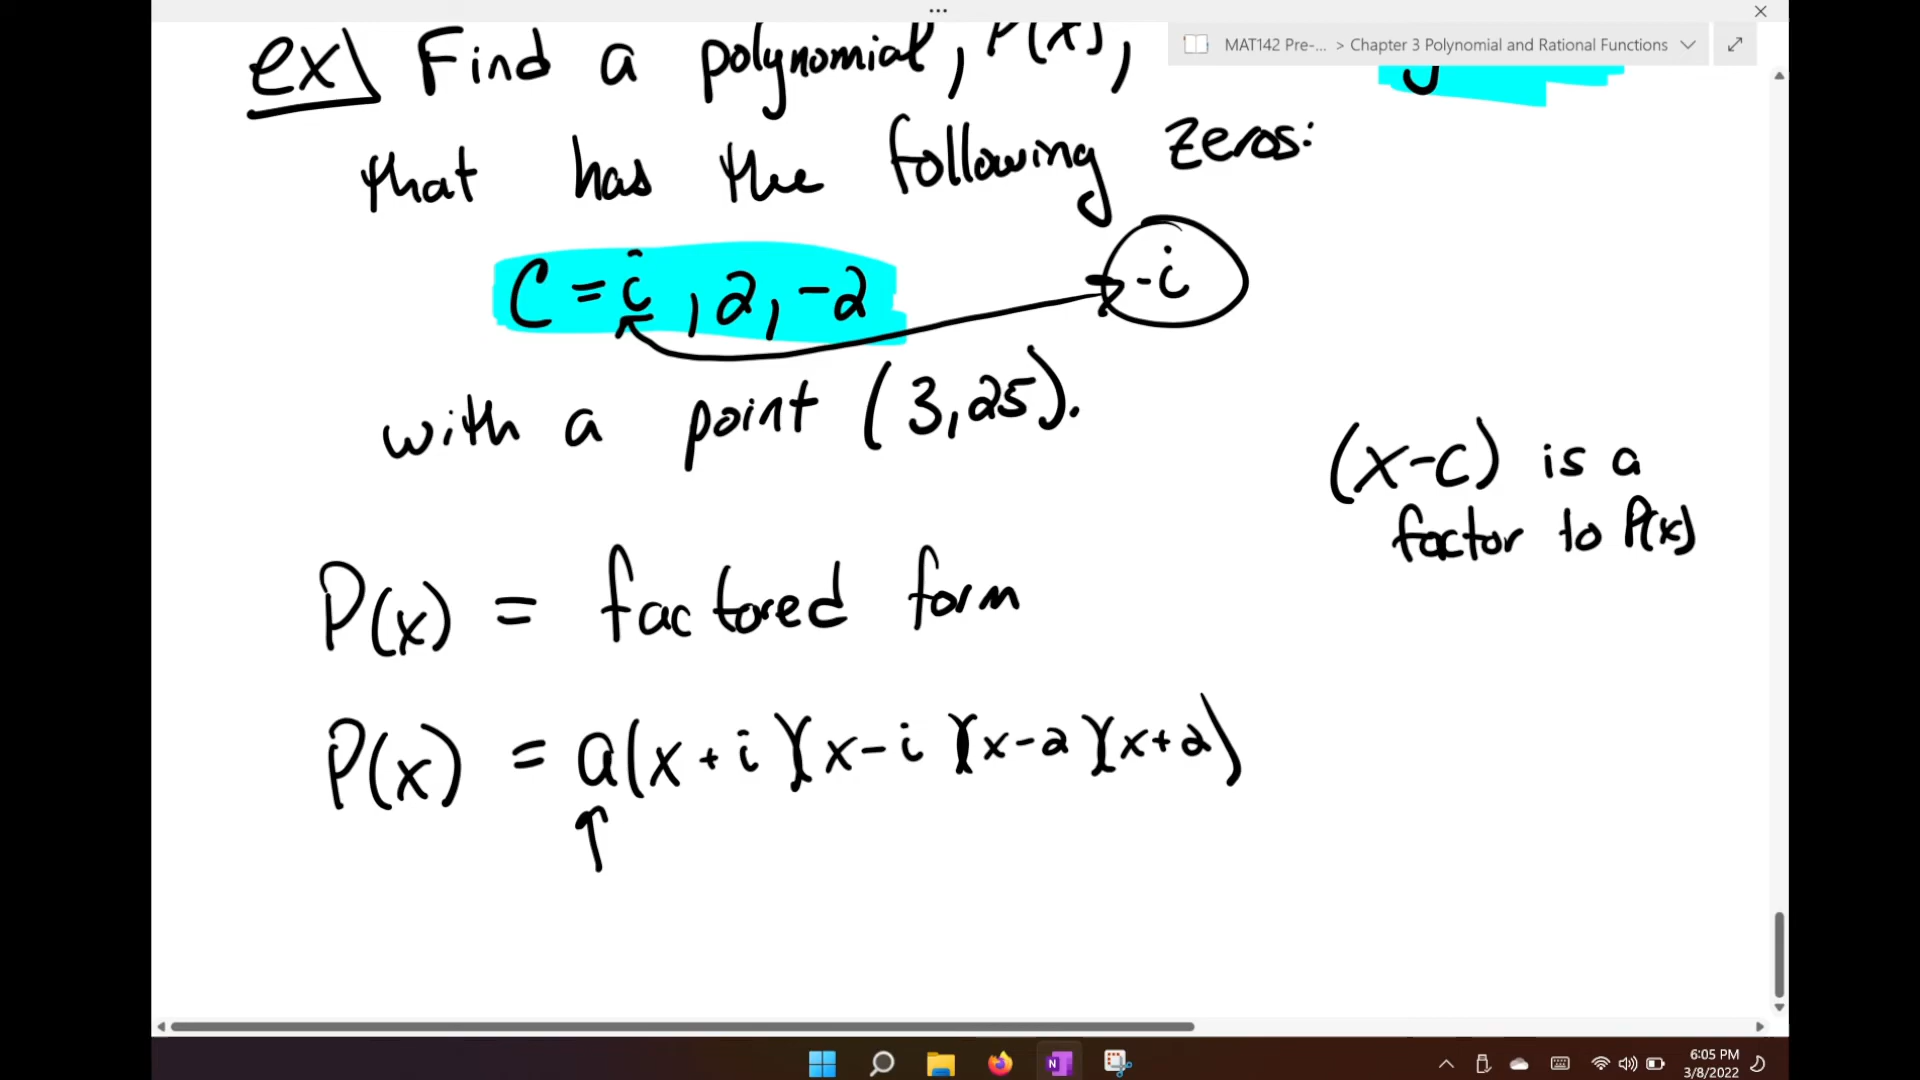 ...
MAT142 Pre-... > Chapter 3 Polynomial and Rational Functions
ex) Find a polynomial, P(x),
that has the following zeros:
C = i, 2, -2
-i
with a point (3,25).
(x-c) is a
factor to P(x)
P(x) = factored form
P(x) = a(x+i)(x-i)(x-2)(x+2)
6:05 PM
3/8/2022